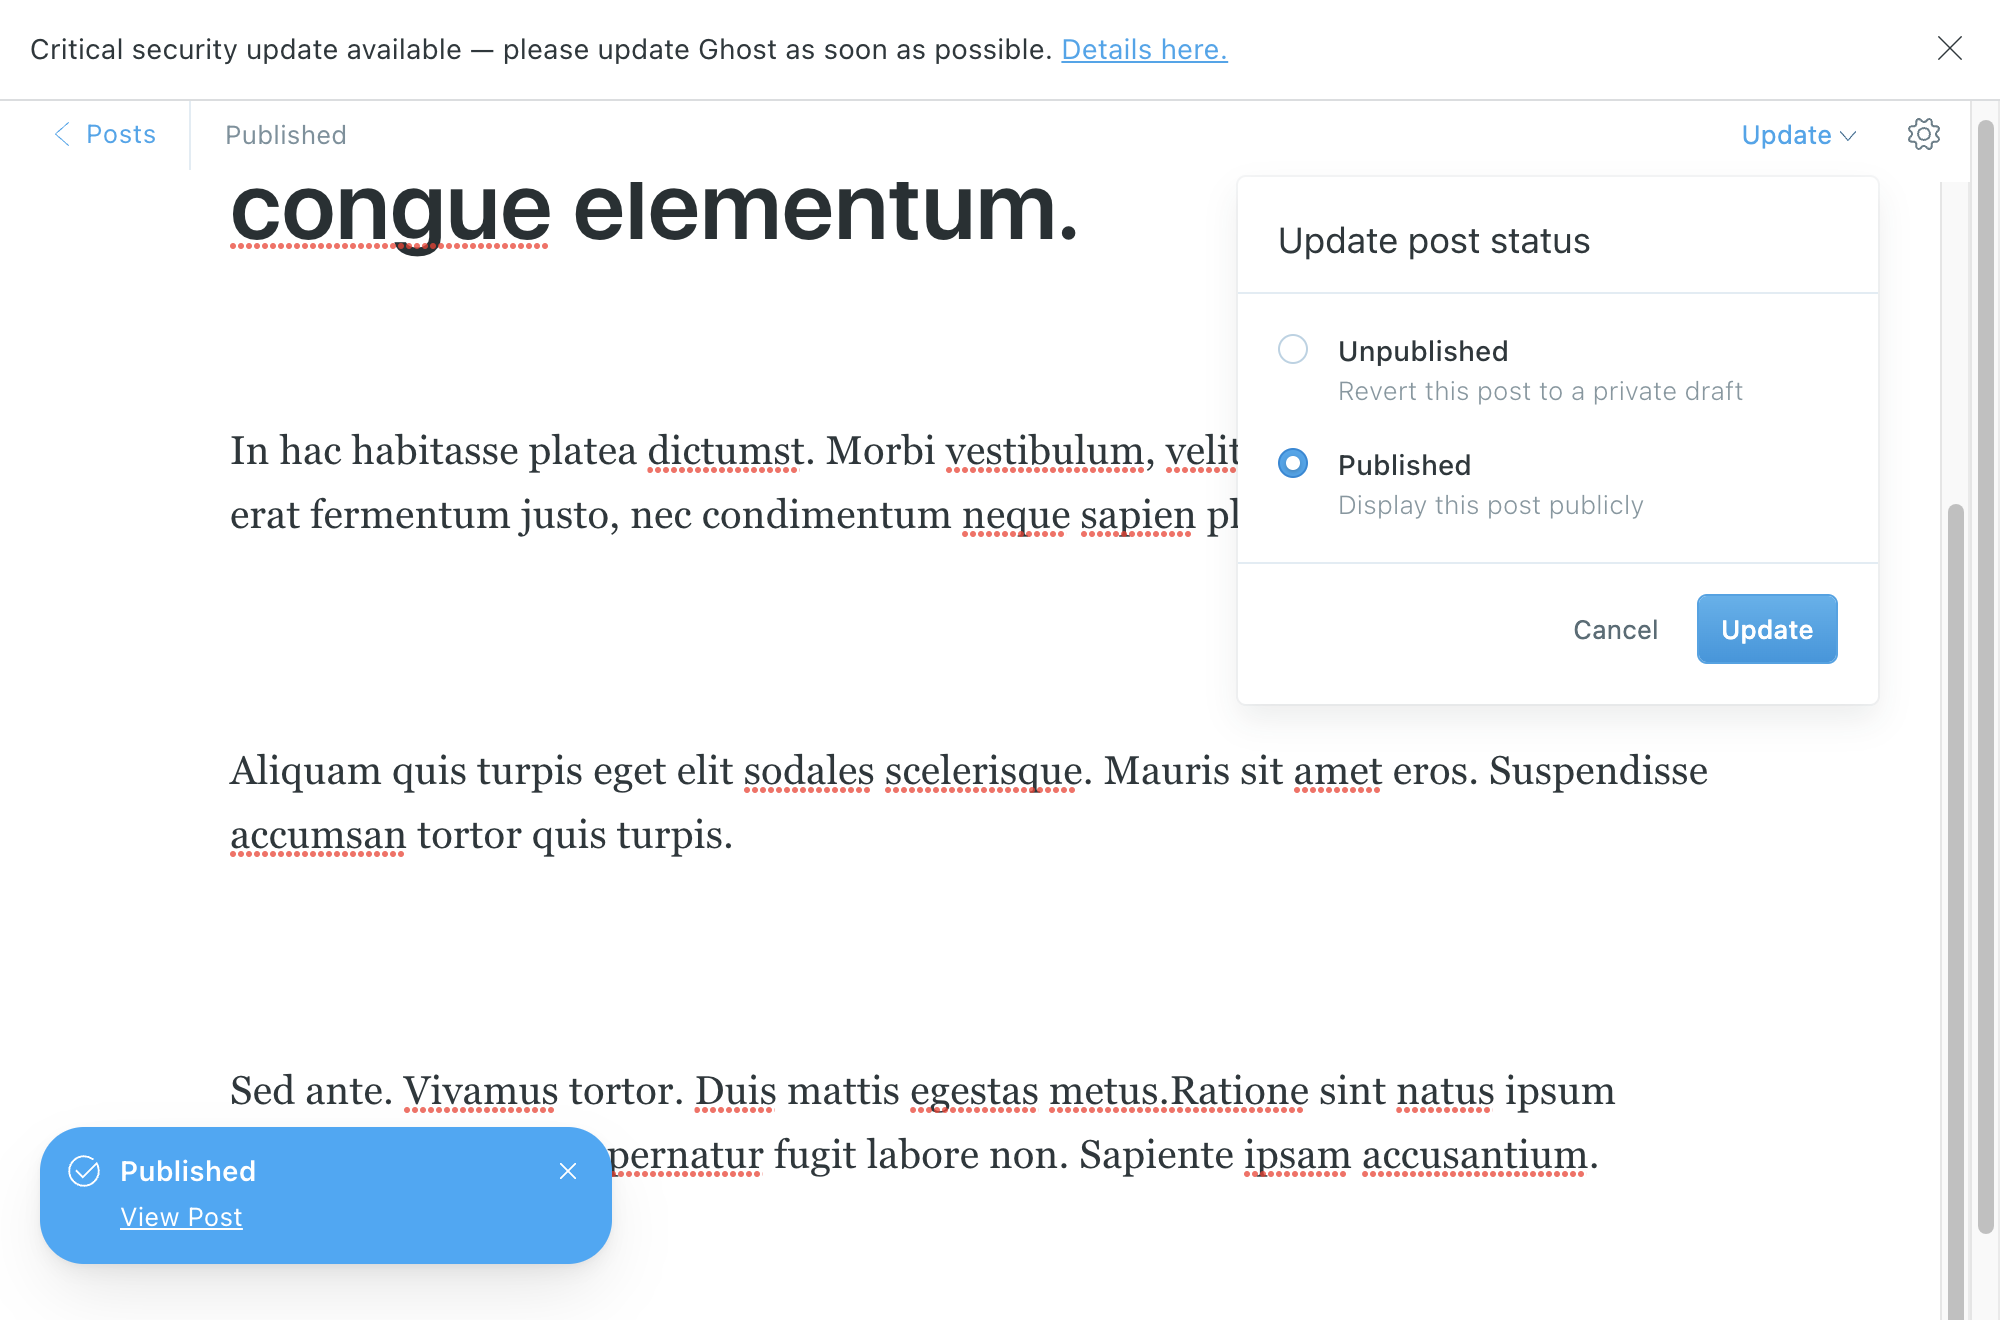 Critical security update available — please update Ghost as soon as possible. Details here.
Posts
Published
Update
congue elementum.
Update post status
Unpublished
Revert this post to a private draft
Published
Display this post publicly
Cancel
Update
In hac habitasse platea dictumst. Morbi vestibulum, velit
erat fermentum justo, nec condimentum neque sapien
Aliquam quis turpis eget elit sodales scelerisque. Mauris sit amet eros. Suspendisse
accumsan tortor quis turpis.
Sed ante. Vivamus tortor. Duis mattis egestas metus.Ratione sint natus ipsum
pernatur fugit labore non. Sapiente ipsam accusantium.
Published
View Post